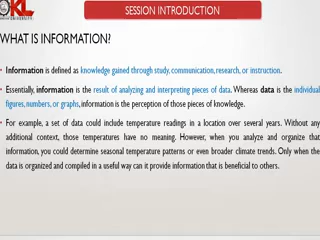 KL
SESSION INTRODUCTION
WHAT IS INFORMATION?
• Information is defined as knowledge gained through study, communication, research, or instruction.
• Essentially, information is the result of analyzing and interpreting pieces of data. Whereas data is the individual
figures, numbers, or graphs, information is the perception of those pieces of knowledge.
• For example, a set of data could include temperature readings in a location over several years. Without any
additional context, those temperatures have no meaning. However, when you analyze and organize that
information, you could determine seasonal temperature patterns or even broader climate trends. Only when the
data is organized and compiled in a useful way can it provide information that is beneficial to others.